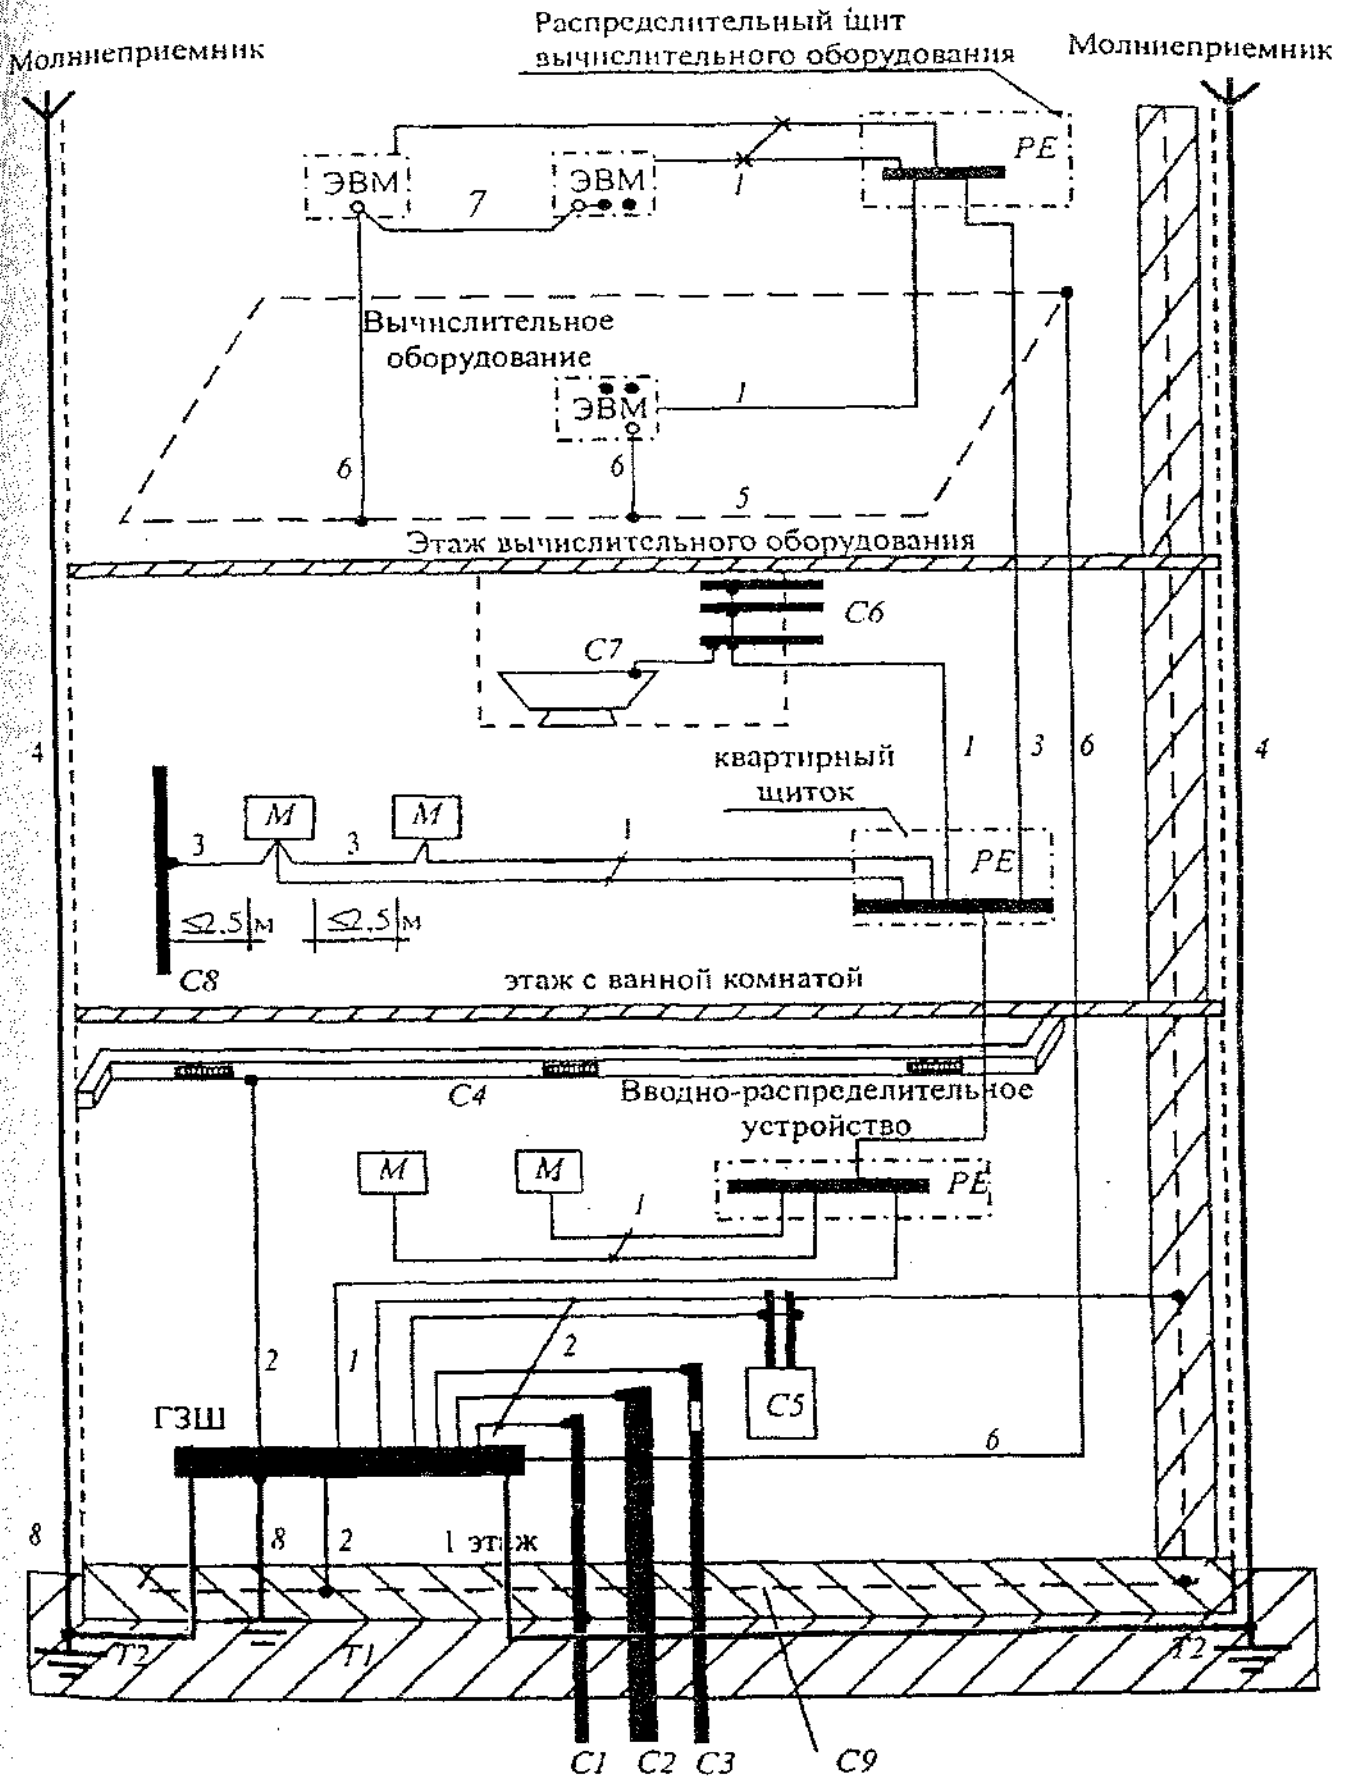 Распределительный щит
вычислительного оборудования
Молниеприемник
Молниеприемник
PE
ЭВМ
ЭВМ
7
1
Вычислительное
оборудование
ЭВМ
1
6
6
5
Этаж вычислительного оборудования
C6
C7
4
1
3
6
4
квартирный
щиток
М
М
3
3
1
PE
≤2,5 м
≤2,5 м
C8
этаж с ванной комнатой
C4
Вводно-распределительное
устройство
М
М
PE
1
2
1
2
C5
ГЗШ
6
8
8
2
1 этаж
T2
T1
T2
C1
C2
C3
C9